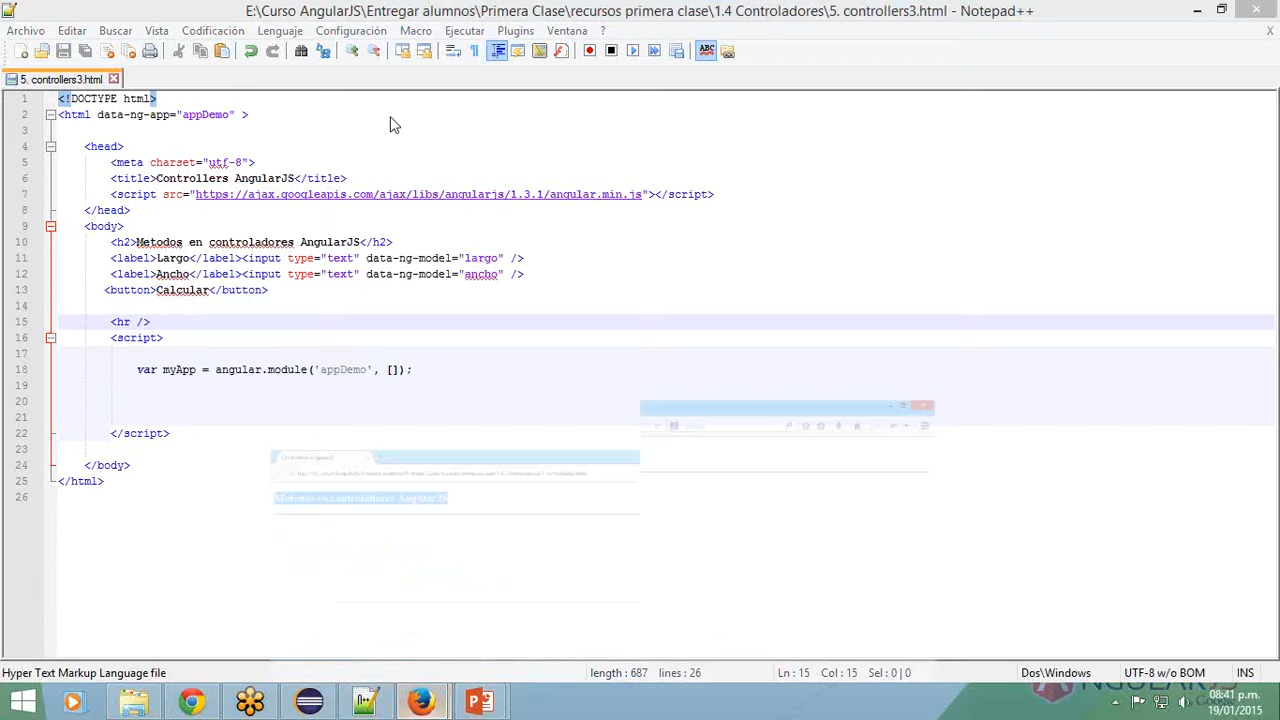 E:\Curso AngularJS\Entregar alumnos\Primera Clase\recursos primera clase\1.4 Controladores\5. controllers3.html - Notepad++
Archivo Editar Buscar Vista Codificación Lenguaje Configuración Macro Ejecutar Plugins Ventana ? X
ABC
5. controllers3.html
1 <!DOCTYPE html>
2 <html data-ng-app="appDemo" >
3
4 <head>
5 <meta charset="utf-8">
6 <title>Controllers AngularJS</title>
7 <script src="https://ajax.googleapis.com/ajax/libs/angularjs/1.3.1/angular.min.js"></script>
8 </head>
9 <body>
10 <h2>Metodos en controladores AngularJS</h2>
11 <label>Largo</label><input type="text" data-ng-model="largo" />
12 <label>Ancho</label><input type="text" data-ng-model="ancho" />
13 <button>Calcular</button>
14
15 <hr />
16 <script>
17
18 var myApp = angular.module('appDemo', []);
19
20
21
22 </script>
23
24 </body>
25 </html>
26
Metodos en controladores AngularJS
Hyper Text Markup Language file length : 687 lines : 26 Ln : 15 Col : 15 Sel : 0 | 0 Dos\Windows UTF-8 w/o BOM INS
08:41 p.m.
19/01/2015